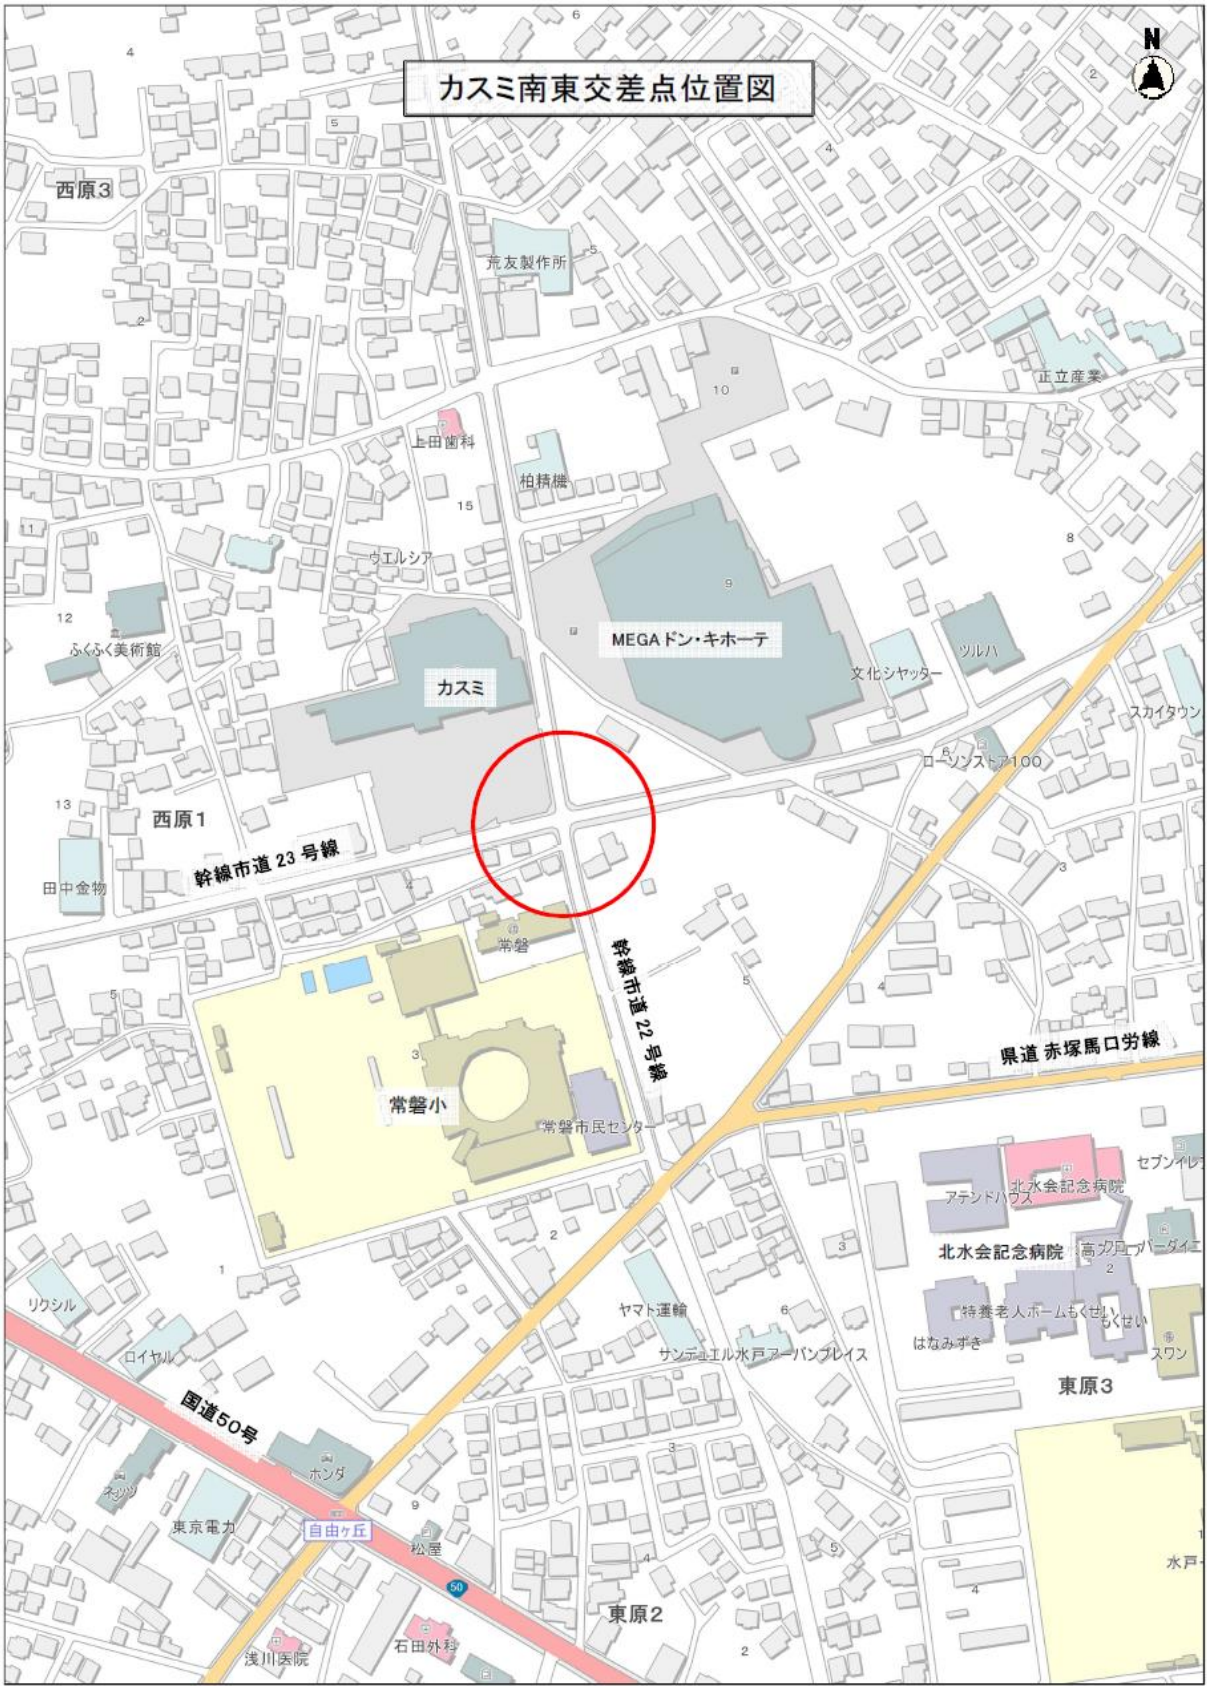 カスミ南東交差点位置図
N
6
4
2
5
4
西原3
荒友製作所
5
2
1
正立産業
10
上田歯科
柏精機
15
11
ウエルシア
8
9
12
ふくふく美術館
MEGAドン・キホーテ
文化シヤッター
ツルハ
カスミ
スカイタウン
6
ローソンストア100
13
西原1
幹線市道 23 号線
田中金物
4
3
常磐
幹線市道 22 号線
5
5
4
県道 赤塚馬口労線
3
常磐小
常磐市民センター
セブンイレ
北水会記念病院
アテンドハウス
北水会記念病院
クローバーダイニ
2
3
2
1
リクシル
ヤマト運輸
6
特養老人ホームもくせい
もくせい
はなみずき
スワン
ロイヤル
サンデュエル水戸アーバンプレイス
東原3
国道50号
ホンダ
3
ネッツ
東京電力
9
自由ヶ丘
松屋
5
4
水戸
50
4
東原2
石田外科
浅川医院
2